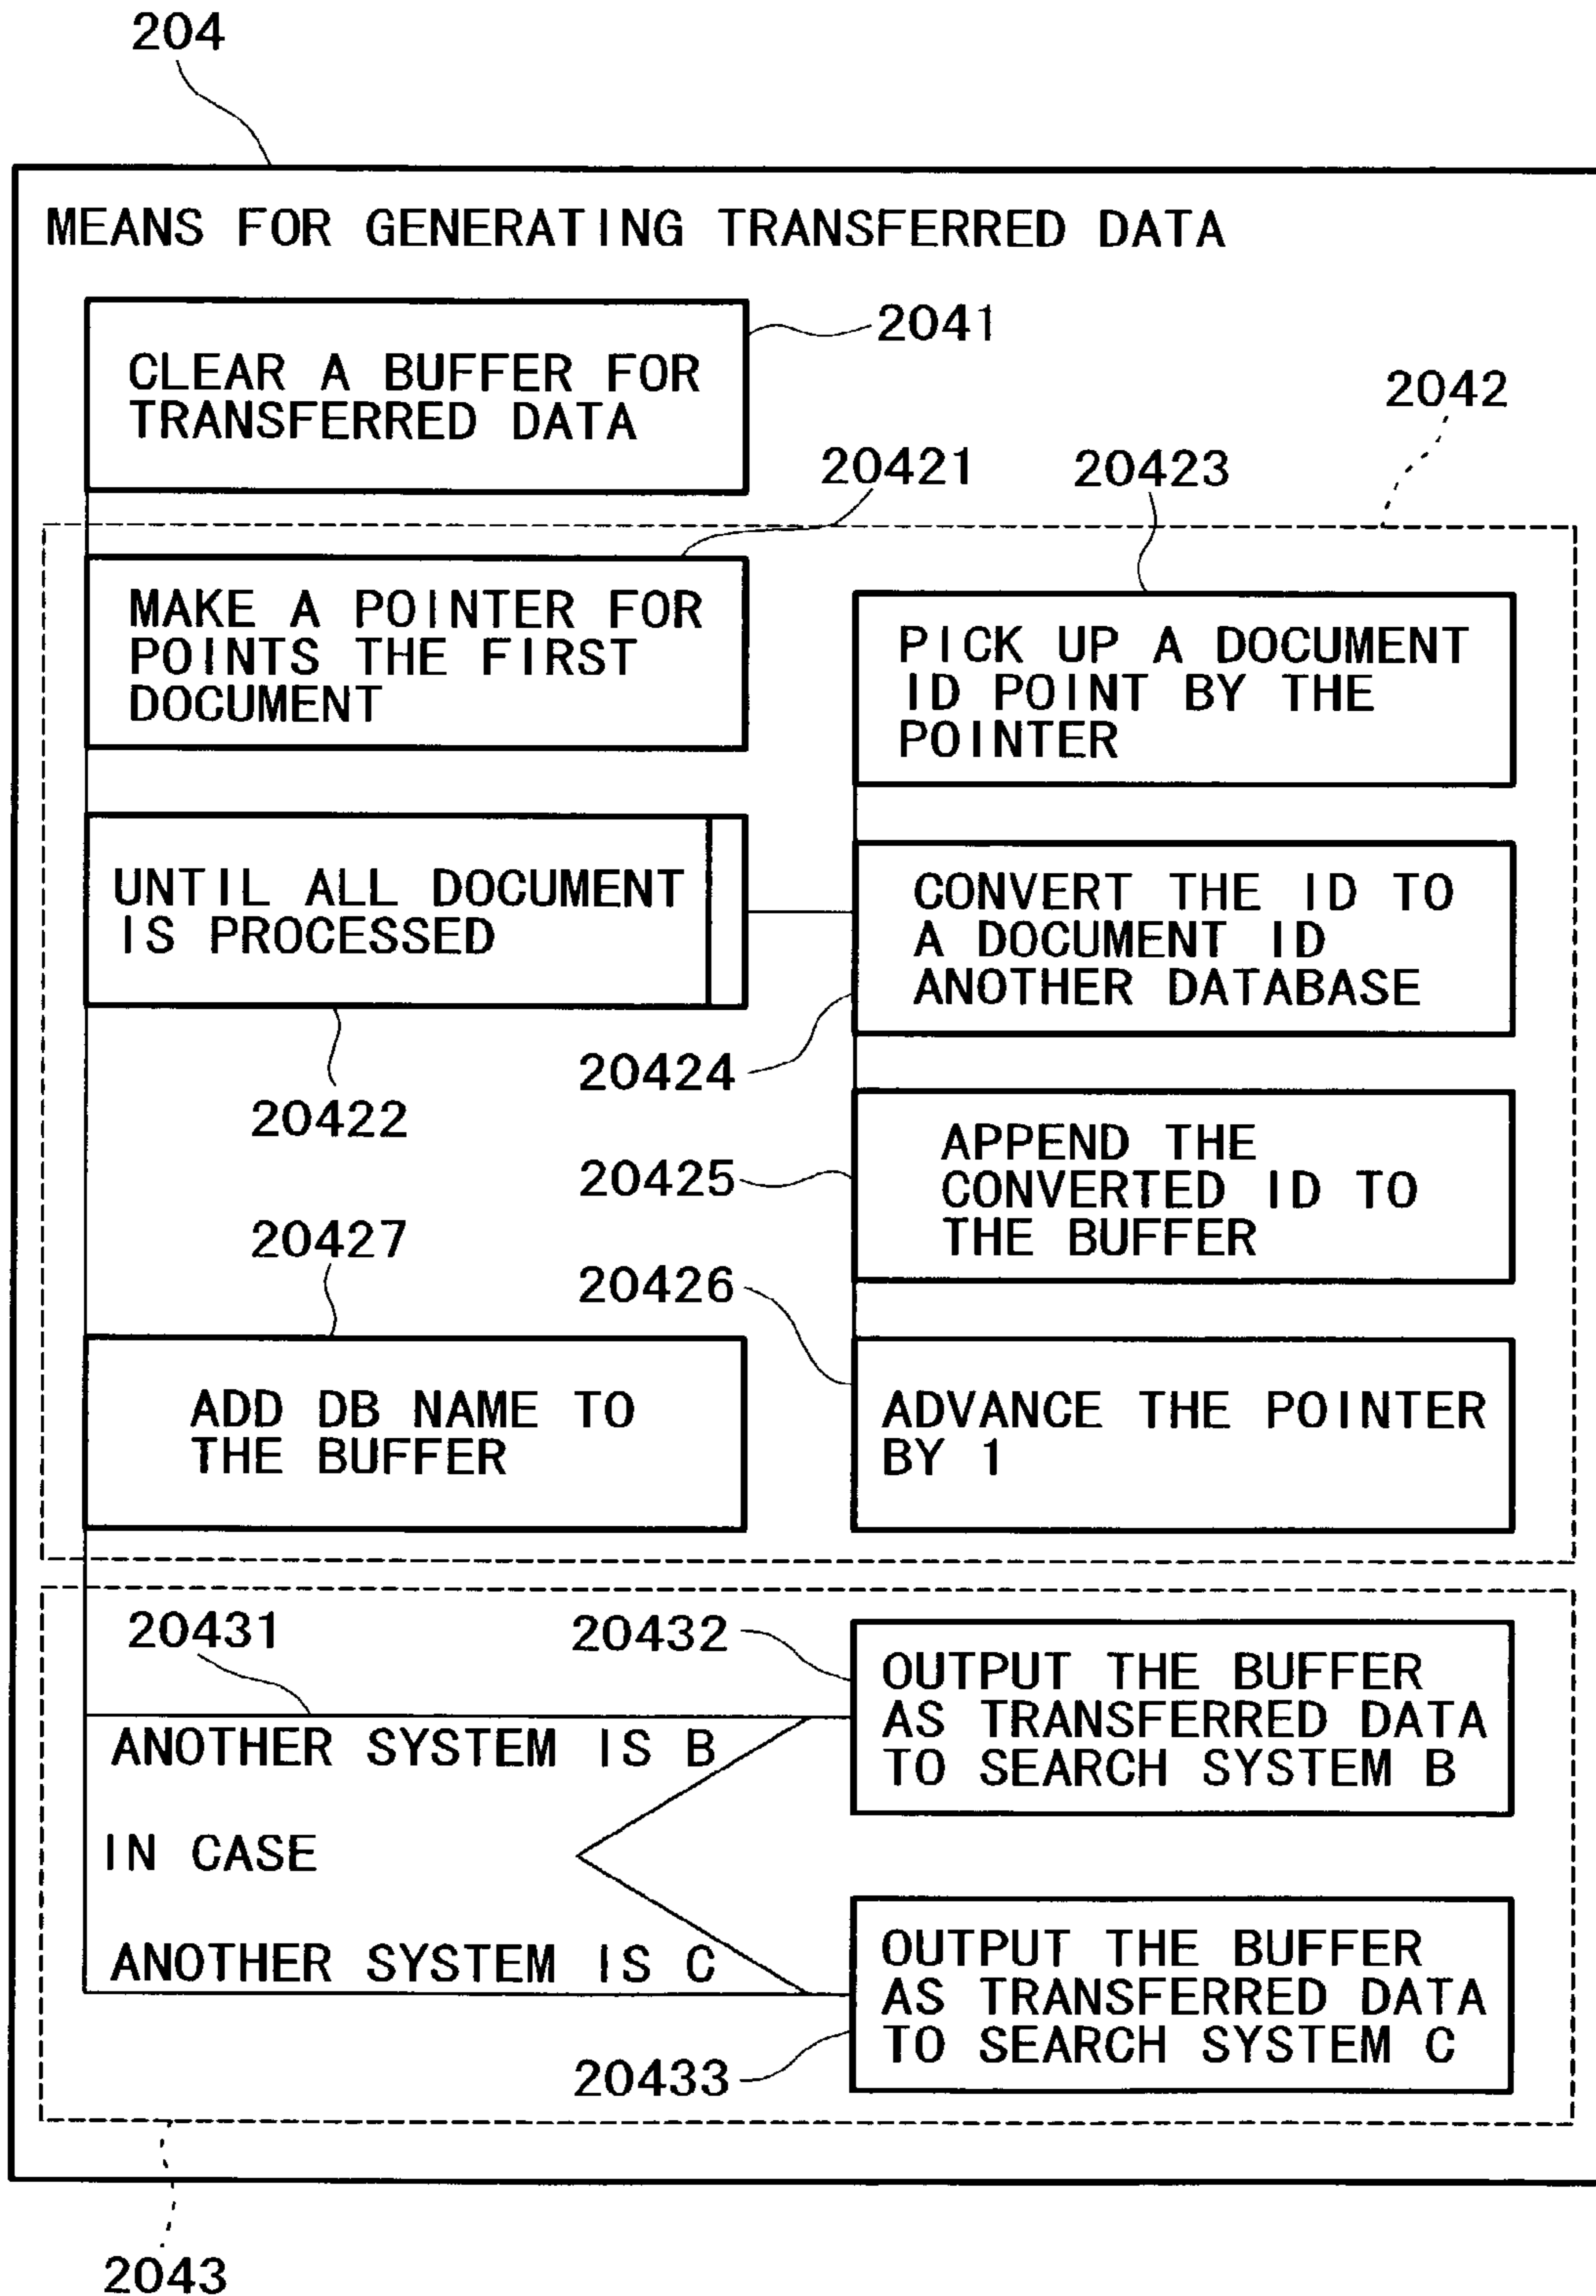 204
MEANS FOR GENERATING TRANSFERRED DATA
2041
CLEAR A BUFFER FOR
TRANSFERRED DATA
2042
20421
20423
MAKE A POINTER FOR
POINTS THE FIRST
DOCUMENT
PICK UP A DOCUMENT
ID POINT BY THE
POINTER
UNTIL ALL DOCUMENT
IS PROCESSED
CONVERT THE ID TO
A DOCUMENT ID
ANOTHER DATABASE
20424
20422
APPEND THE
CONVERTED ID TO
THE BUFFER
20425
20427
20426
ADD DB NAME TO
THE BUFFER
ADVANCE THE POINTER
BY 1
20431
20432
OUTPUT THE BUFFER
AS TRANSFERRED DATA
TO SEARCH SYSTEM B
ANOTHER SYSTEM IS B
IN CASE
ANOTHER SYSTEM IS C
OUTPUT THE BUFFER
AS TRANSFERRED DATA
TO SEARCH SYSTEM C
20433
2043